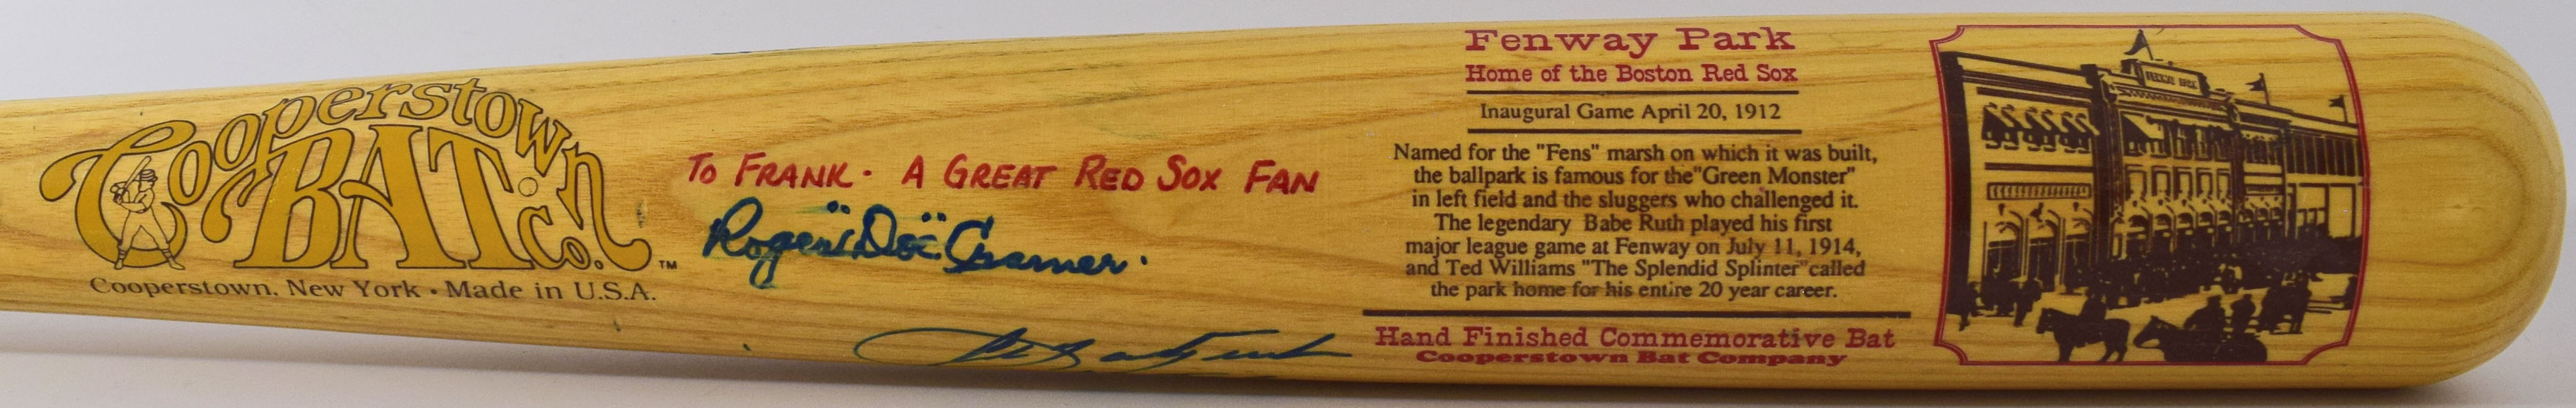 Cooperstown
BAT Co.
™
Cooperstown, New York • Made in U.S.A.
To FRANK. A GREAT RED SOX FAN
Roger "Doc" Cramer.
Fenway Park
Home of the Boston Red Sox
Inaugural Game April 20, 1912
Named for the "Fens" marsh on which it was built,
the ballpark is famous for the"Green Monster"
in left field and the sluggers who challenged it.
The legendary Babe Ruth played his first
major league game at Fenway on July 11, 1914,
and Ted Williams "The Splendid Splinter"called
the park home for his entire 20 year career.
Hand Finished Commemorative Bat
Cooperstown Bat Company